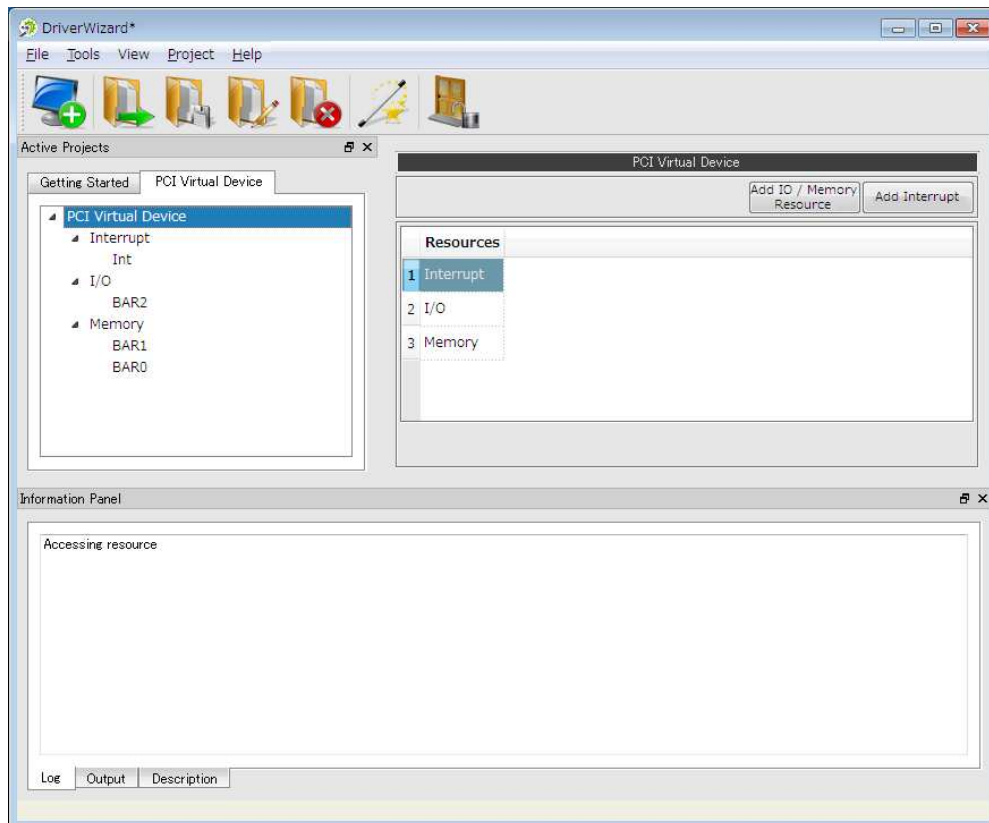 DriverWizard*
File Tools View Project Help
Active Projects
Getting Started PCI Virtual Device
PCI Virtual Device
Interrupt
Int
I/O
BAR2
Memory
BAR1
BAR0
PCI Virtual Device
Add IO / Memory
Resource
Add Interrupt
Resources
1 Interrupt
2 I/O
3 Memory
Information Panel
Accessing resource
Log Output Description